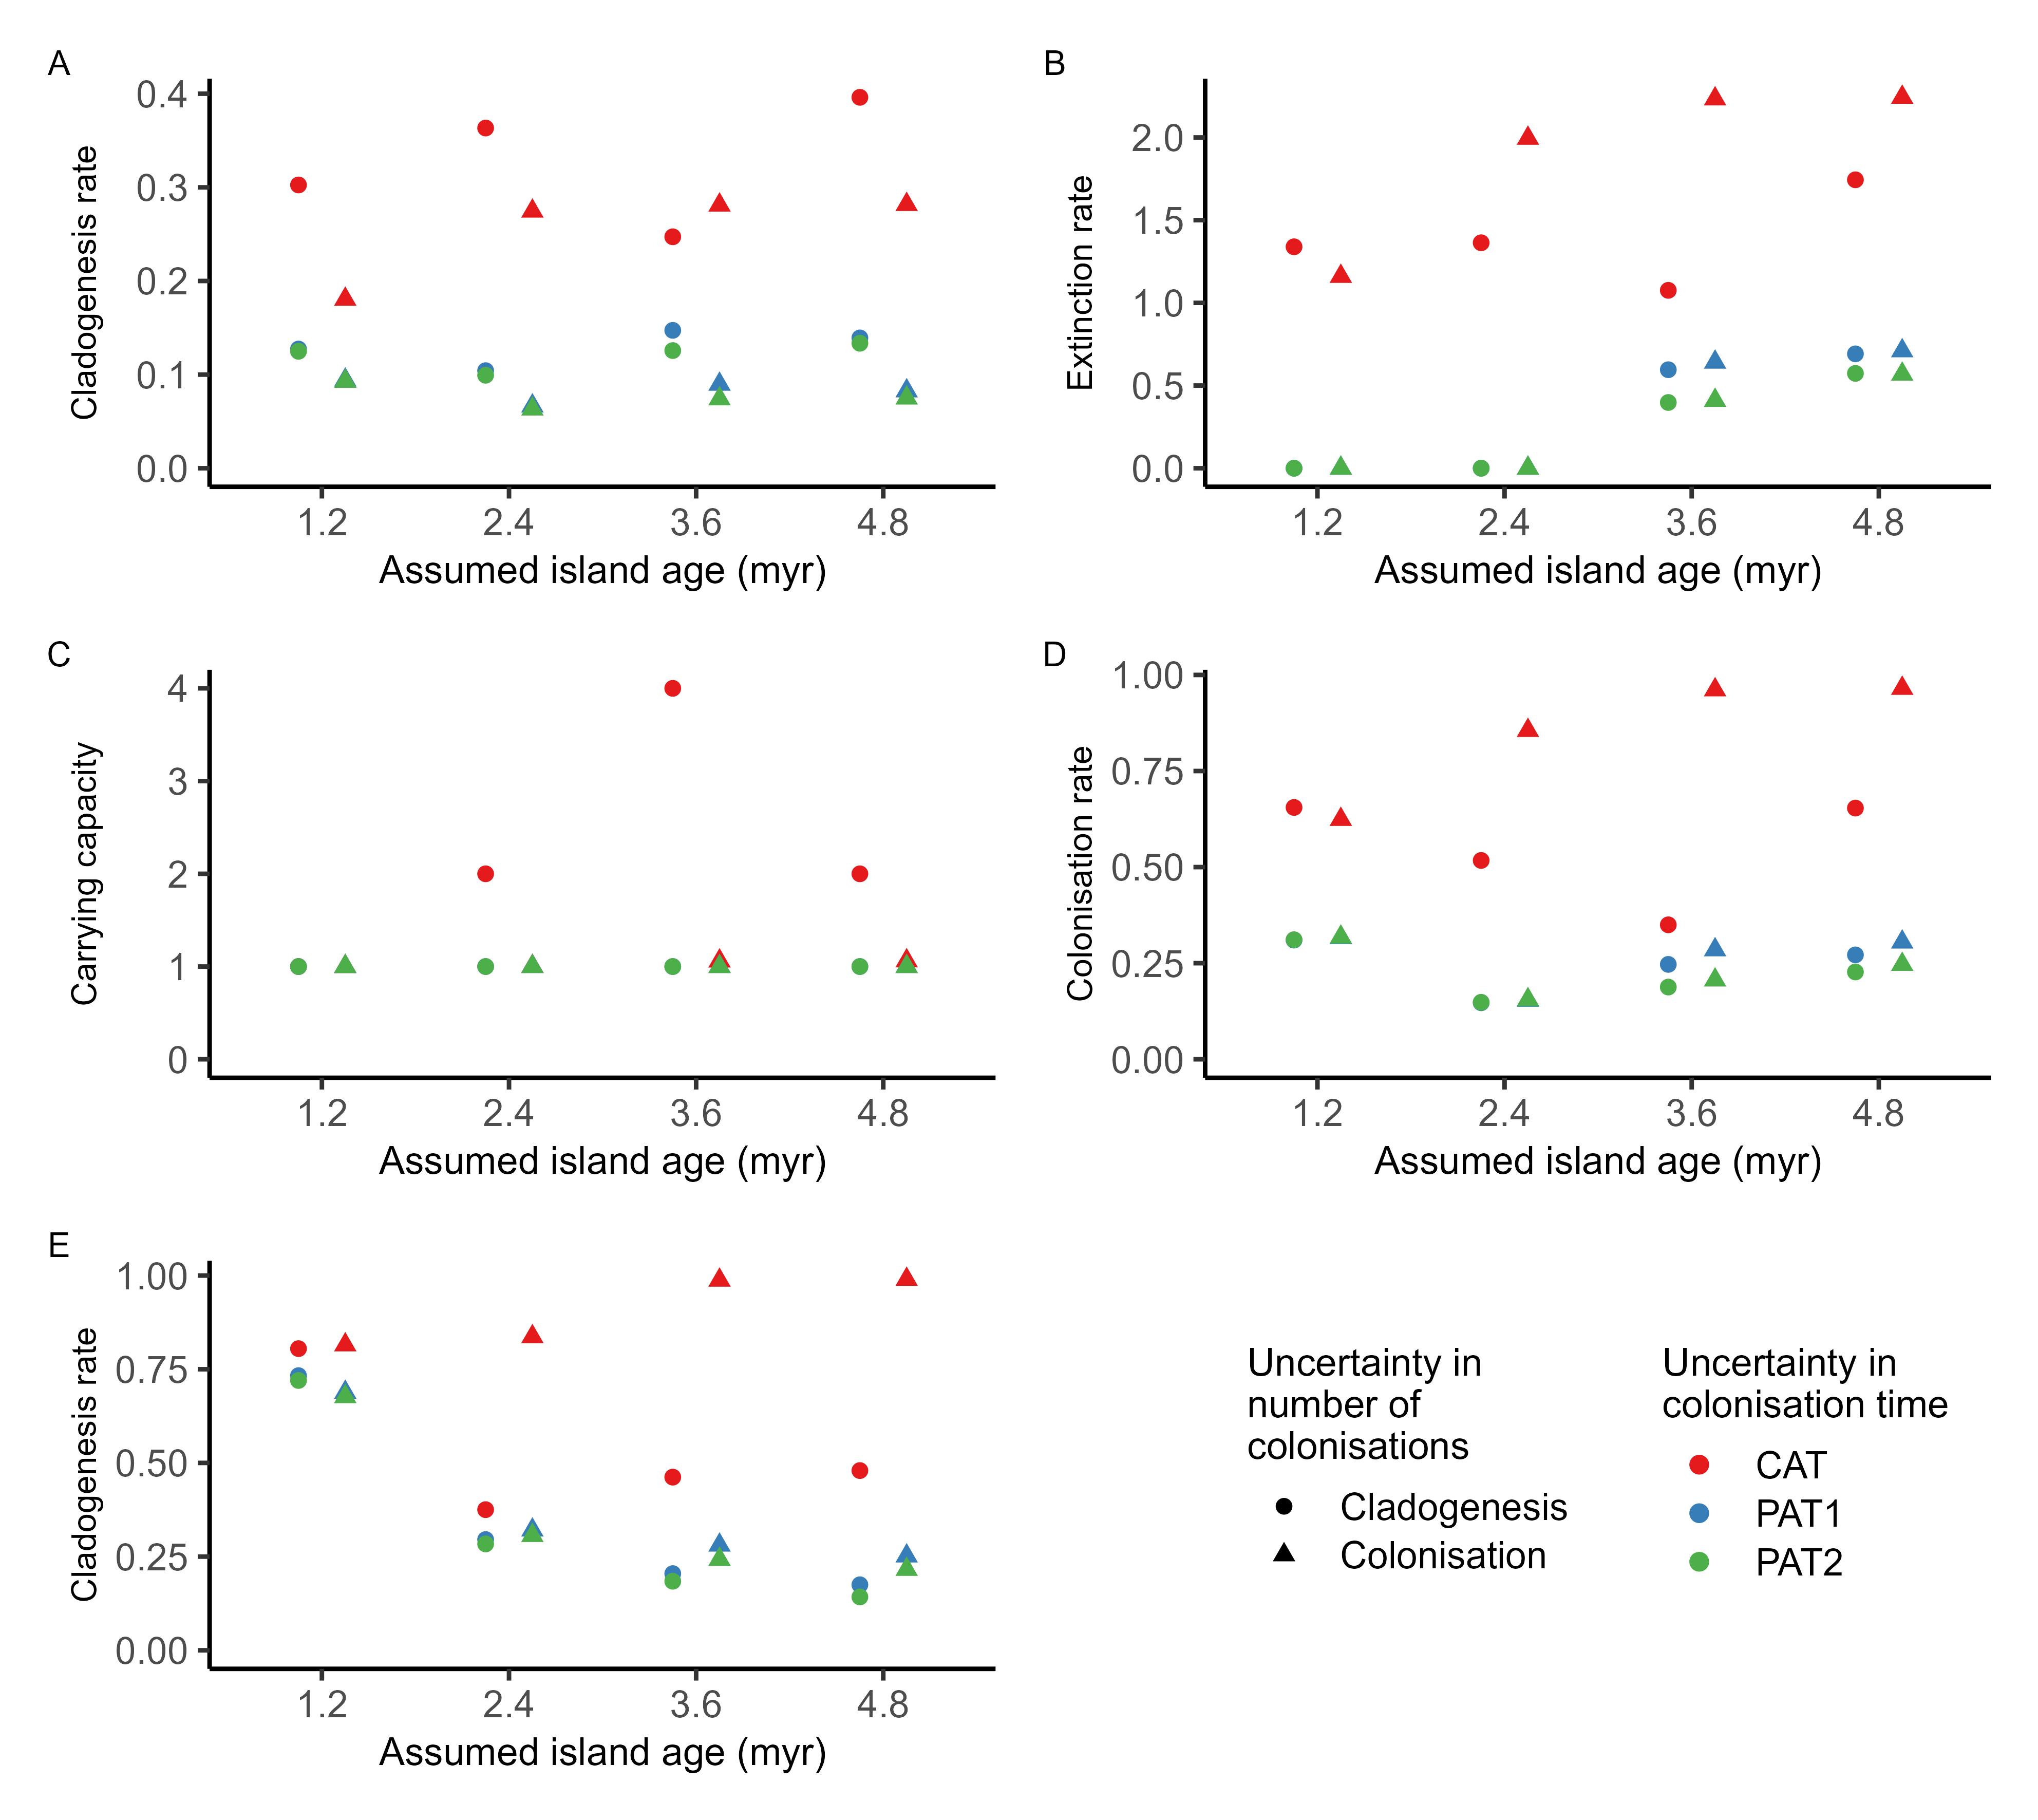 A
Cladogenesis rate
0.4
0.3
0.2
0.1
0.0
1.2 2.4 3.6 4.8
Assumed island age (myr)
B
Extinction rate
2.0
1.5
1.0
0.5
0.0
1.2 2.4 3.6 4.8
Assumed island age (myr)
C
Carrying capacity
4
3
2
1
0
1.2 2.4 3.6 4.8
Assumed island age (myr)
D
Colonisation rate
1.00
0.75
0.50
0.25
0.00
1.2 2.4 3.6 4.8
Assumed island age (myr)
E
Cladogenesis rate
1.00
0.75
0.50
0.25
0.00
1.2 2.4 3.6 4.8
Assumed island age (myr)
Uncertainty in
number of
colonisations
Cladogenesis
Colonisation
Uncertainty in
colonisation time
CAT
PAT1
PAT2